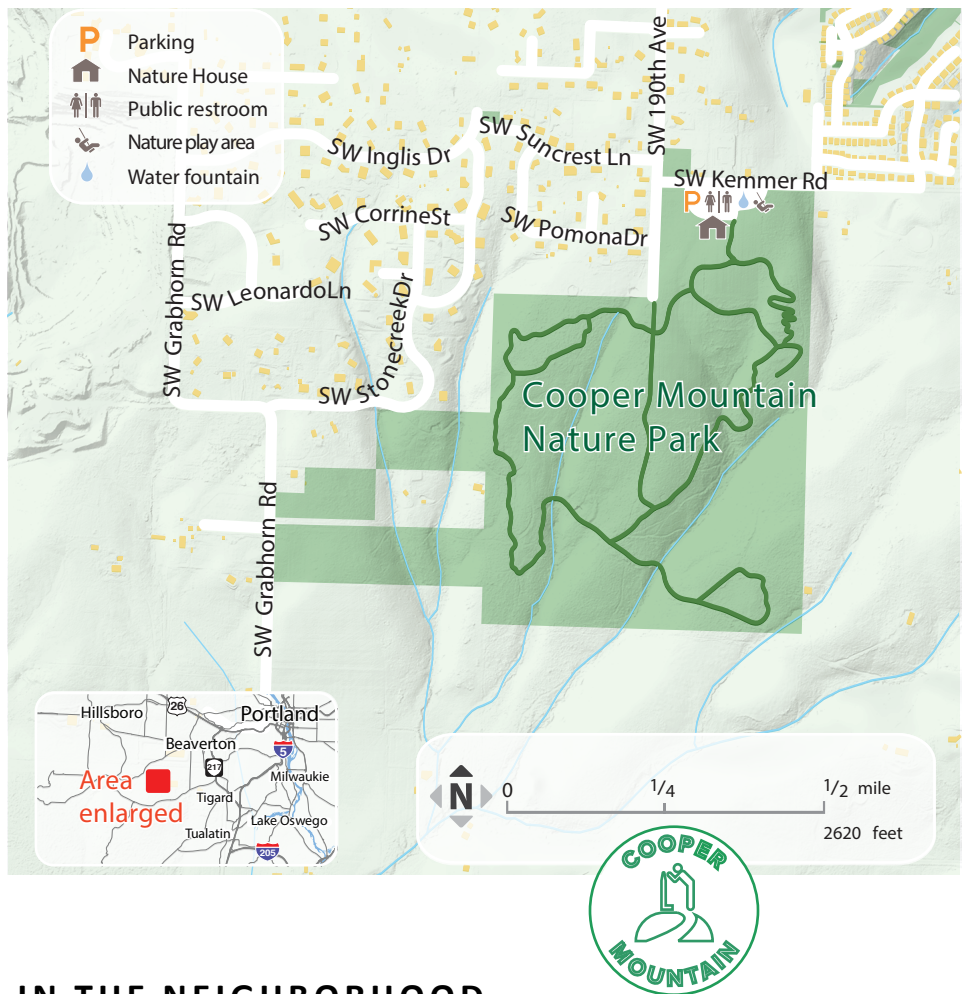 Parking
Nature House
Public restroom
Nature play area
Water fountain
SW 190th Ave
SW Suncrest Ln
SW Inglis Dr
SW Kemmer Rd
P
SW CorrineSt
SW PomonaDr
SW Grabhorn Rd
SW LeonardoLn
SW StonecreekDr
Cooper Mountain
Nature Park
SW Grabhorn Rd
Hillsboro
26
Portland
Beaverton
5
217
Area
enlarged
Milwaukie
Tigard
Lake Oswego
Tualatin
205
N
0 1/4 1/2 mile
2620 feet
COOPER
MOUNTAIN
IN THE NEIGHBORHOOD